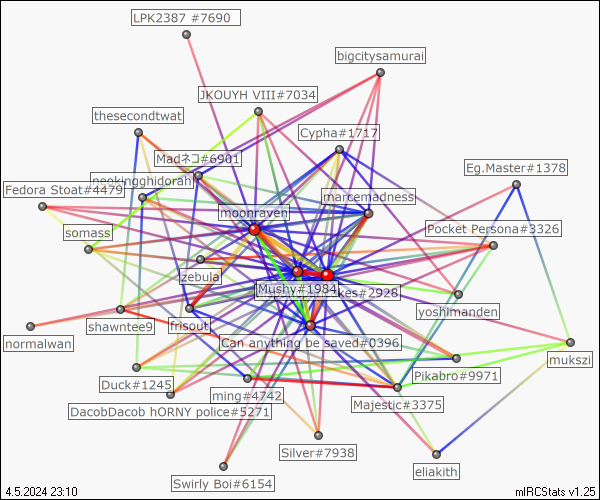 LPK2387 #7690
bigcitysamurai
JKOUYH VIII#7034
thesecondtwat
Cypha#1717
Madネコ#6901
Eg.Master#1378
Fedora Stoat#4479
marcemadness
moonraven
Pocket Persona#3326
somass
zebula
Mushy#1984
kes#2928
yoshimanden
shawntee9
frisout
normalwan
Can anything be saved#0396
mukszi
Pikabro#9971
Duck#1245
ming#4742
Majestic#3375
DacobDacob hORNY police#5271
Silver#7938
eliakith
Swirly Boi#6154
4.5.2024 23:10
mIRCStats v1.25